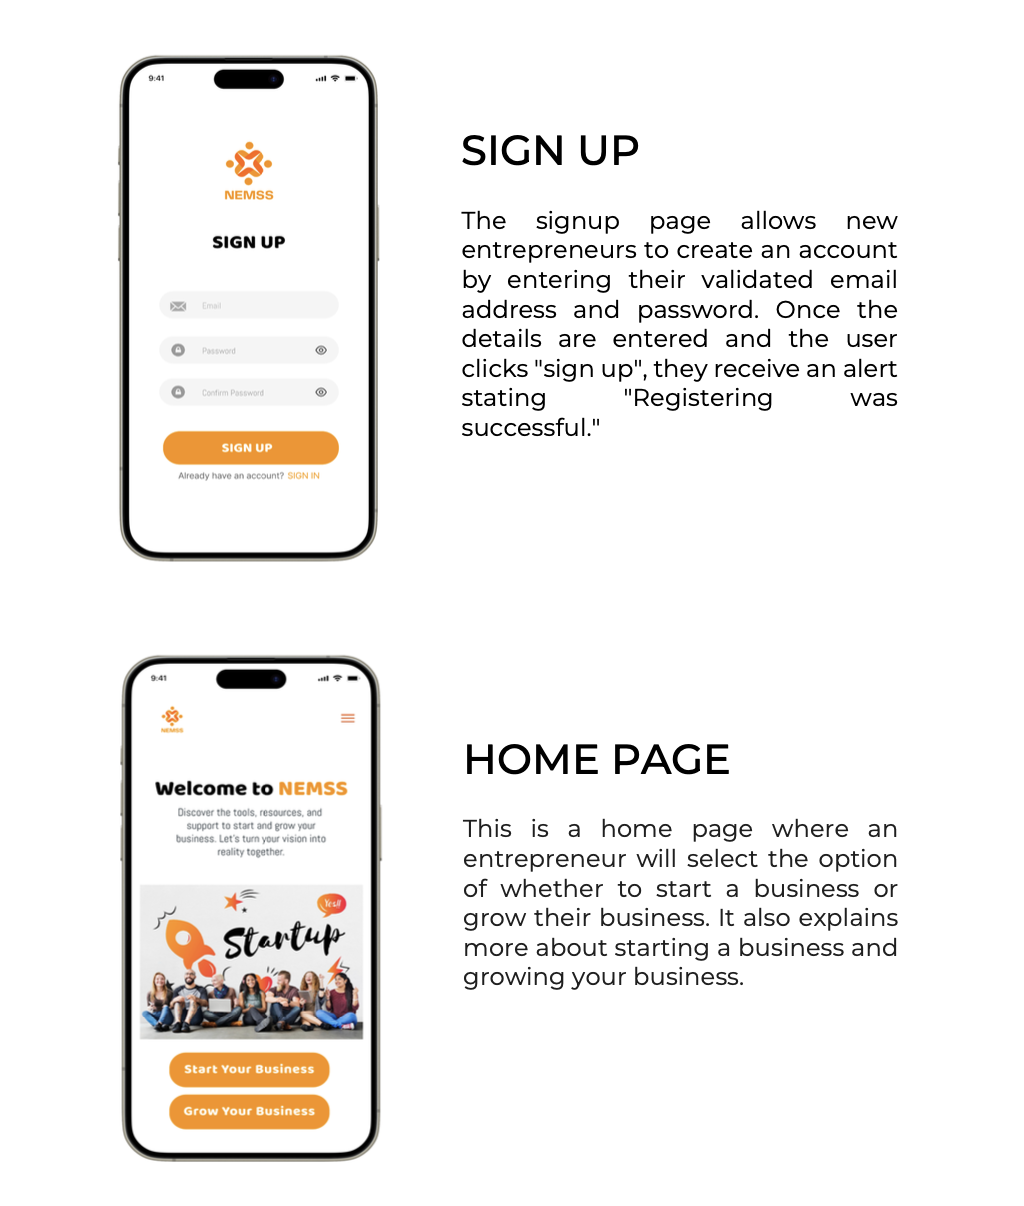 9:41
NEMSS
SIGN UP
Email
Password
Confirm Password
SIGN UP
Already have an account? SIGN IN
SIGN UP
The signup page allows new
entrepreneurs to create an account
by entering their validated email
address and password. Once the
details are entered and the user
clicks "sign up", they receive an alert
stating "Registering was
successful."
9:41
NEMSS
Welcome to NEMSS
Discover the tools, resources, and
support to start and grow your
business. Let's turn your vision into
reality together.
Yes!!
Startup
Start Your Business
Grow Your Business
HOME PAGE
This is a home page where an
entrepreneur will select the option
of whether to start a business or
grow their business. It also explains
more about starting a business and
growing your business.